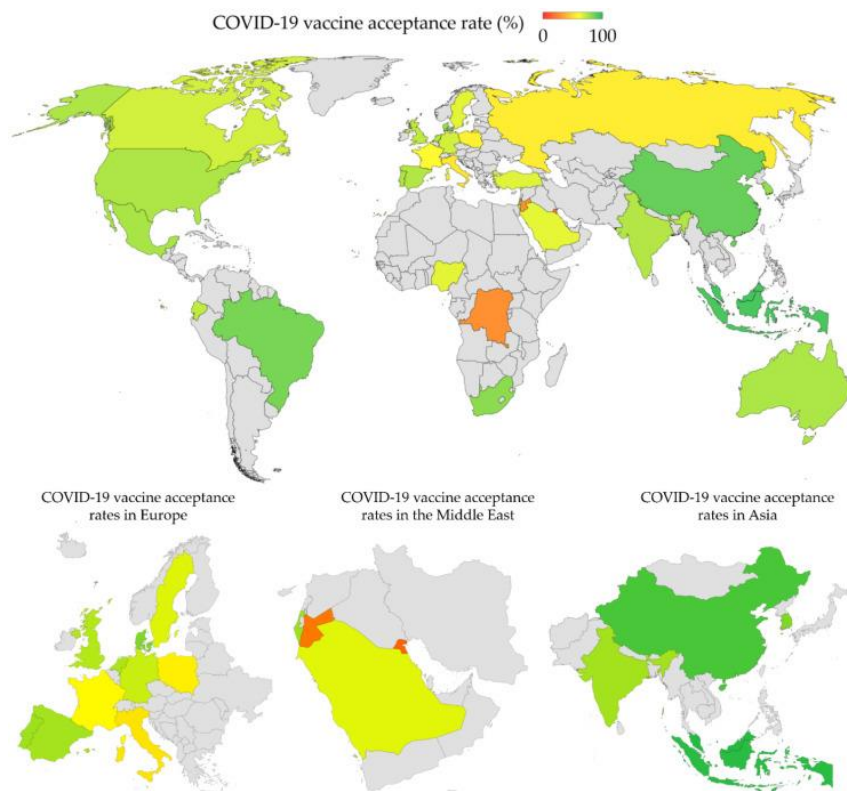 COVID-19 vaccine acceptance rate (%)
0 100
COVID-19 vaccine acceptance
rates in Europe
COVID-19 vaccine acceptance
rates in the Middle East
COVID-19 vaccine acceptance
rates in Asia